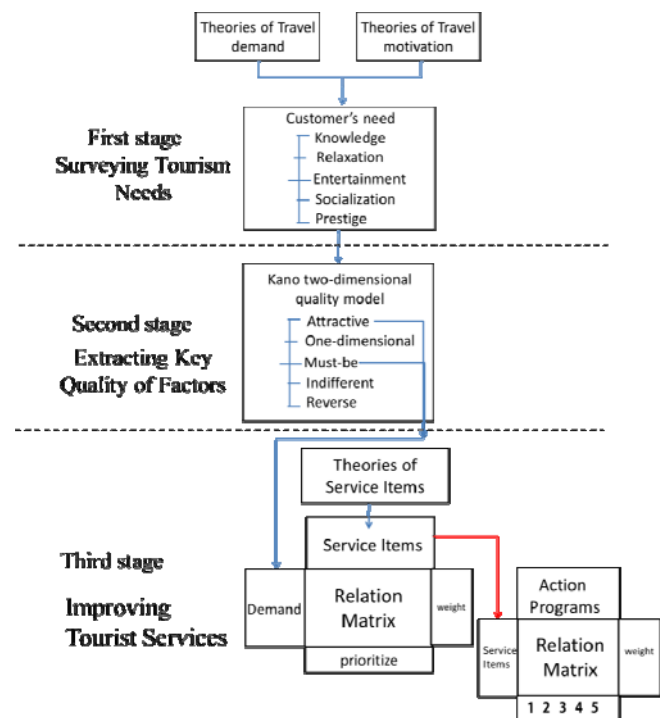 Theories of Travel
demand
Theories of Travel
motivation
First stage
Surveying Tourism
Needs
Customer's need
Knowledge
Relaxation
Entertainment
Socialization
Prestige
Second stage
Extracting Key
Quality of Factors
Kano two-dimensional
quality model
Attractive
One-dimensional
Must-be
Indifferent
Reverse
Third stage
Improving
Tourist Services
Theories of
Service Items
Service Items
Demand
Relation
Matrix
weight
prioritize
Action
Programs
Service
Items
Relation
Matrix
weight
1 2 3 4 5